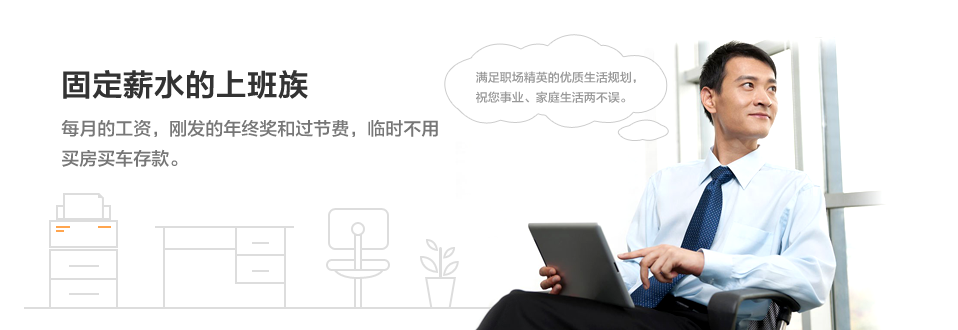 固定薪水的上班族
每月的工资，刚发的年终奖和过节费，临时不用
买房买车存款。
满足职场精英的优质生活规划，
祝您事业、家庭生活两不误。